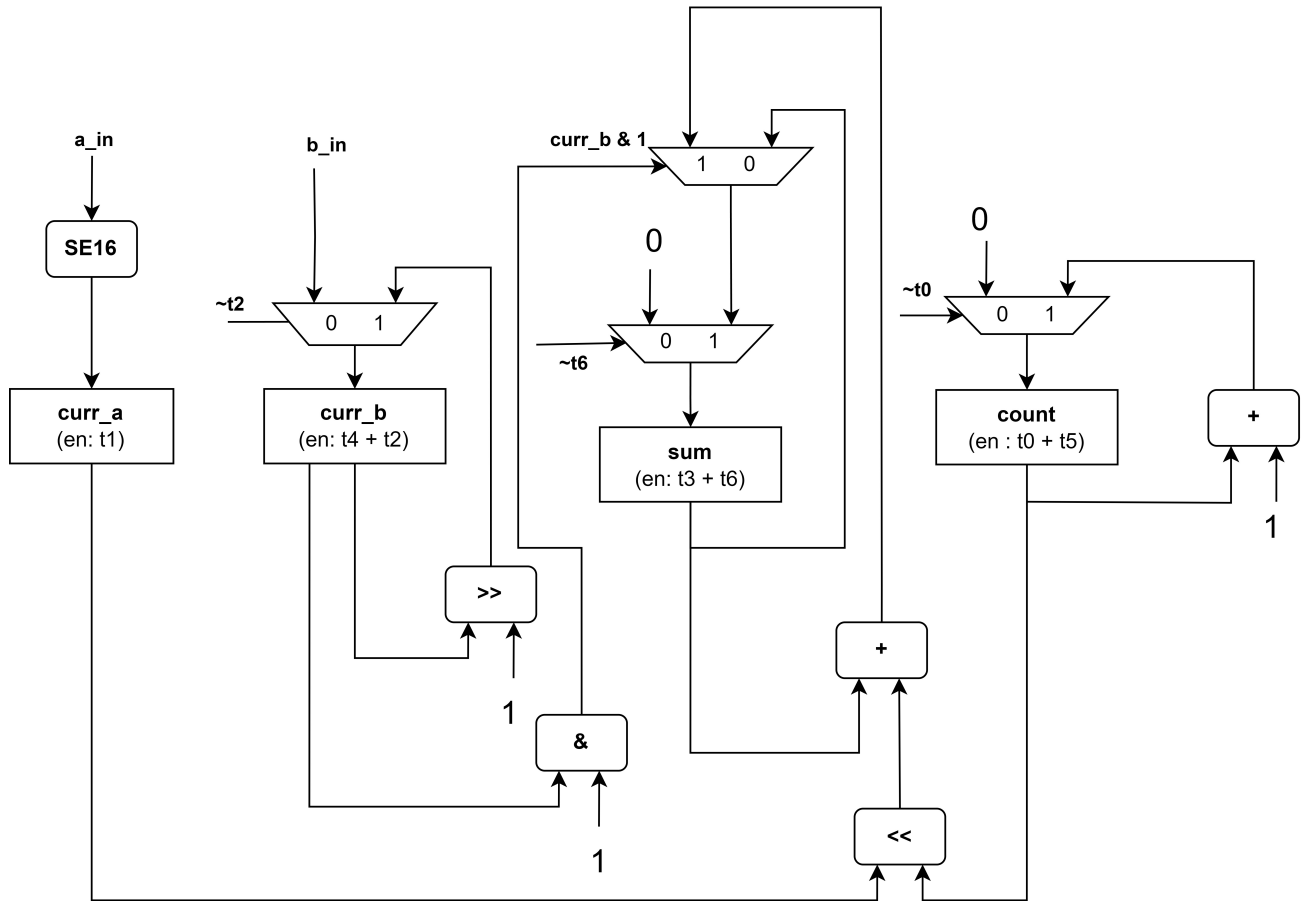 a_in
b_in
curr_b & 1
1 0
SE16
0
0
~t2
0 1
~t0
0 1
~t6
0 1
curr_a
(en: t1)
curr_b
(en: t4 + t2)
sum
(en: t3 + t6)
count
(en : t0 + t5)
+
1
>>
1
+
&
1
<<